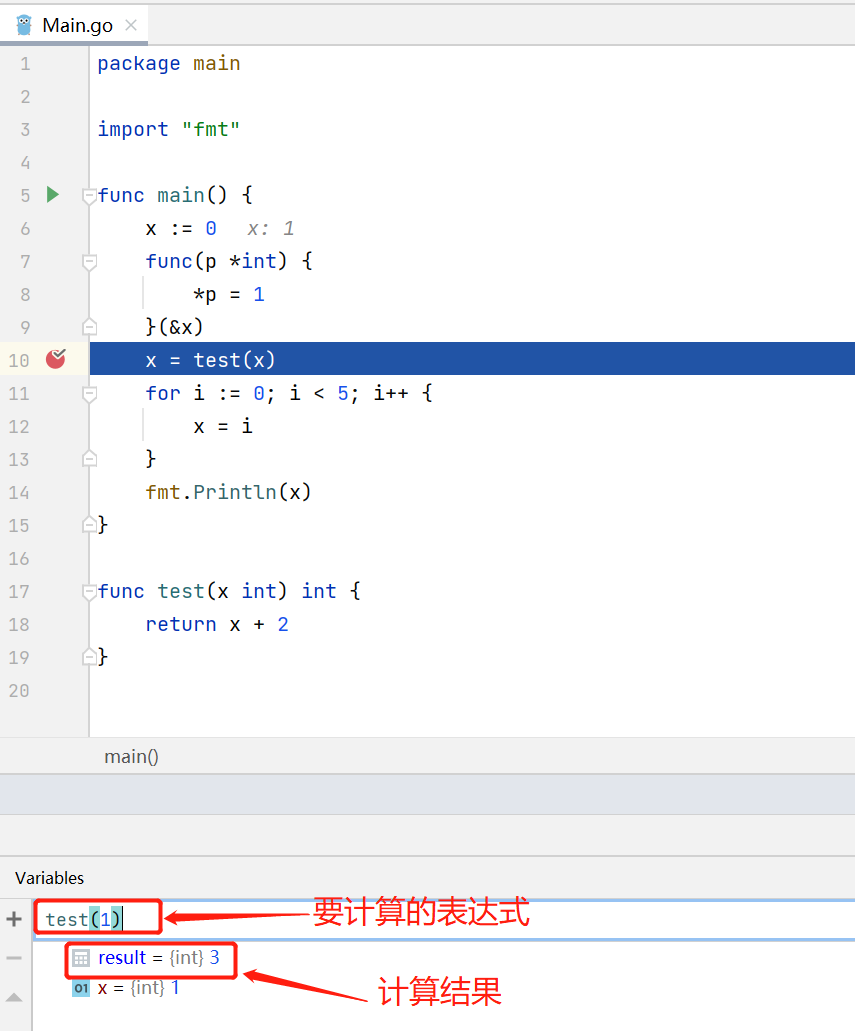 Main.go
1 package main
2
3 import "fmt"
4
5 func main() {
6 x := 0 x: 1
7 func(p *int) {
8 *p = 1
9 }(&x)
10 x = test(x)
11 for i := 0; i < 5; i++ {
12 x = i
13 }
14 fmt.Println(x)
15 }
16
17 func test(x int) int {
18 return x + 2
19 }
20
main()
Variables
test(1) 要计算的表达式
result = {int} 3
01 x = {int} 1 计算结果